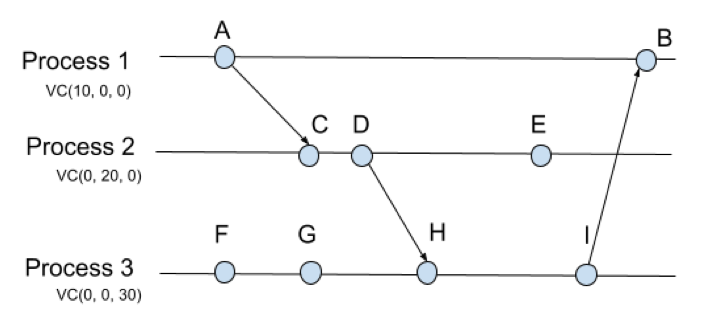 A
B
Process 1
VC(10, 0, 0)
C D E
Process 2
VC(0, 20, 0)
F G H I
Process 3
VC(0, 0, 30)